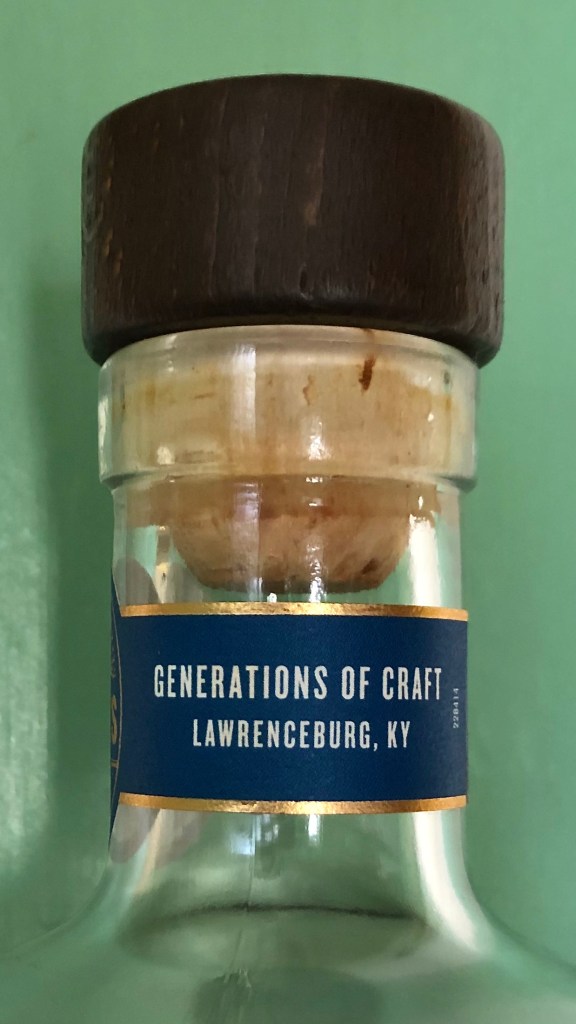 GENERATIONS OF CRAFT
LAWRENCEBURG, KY
228414
S